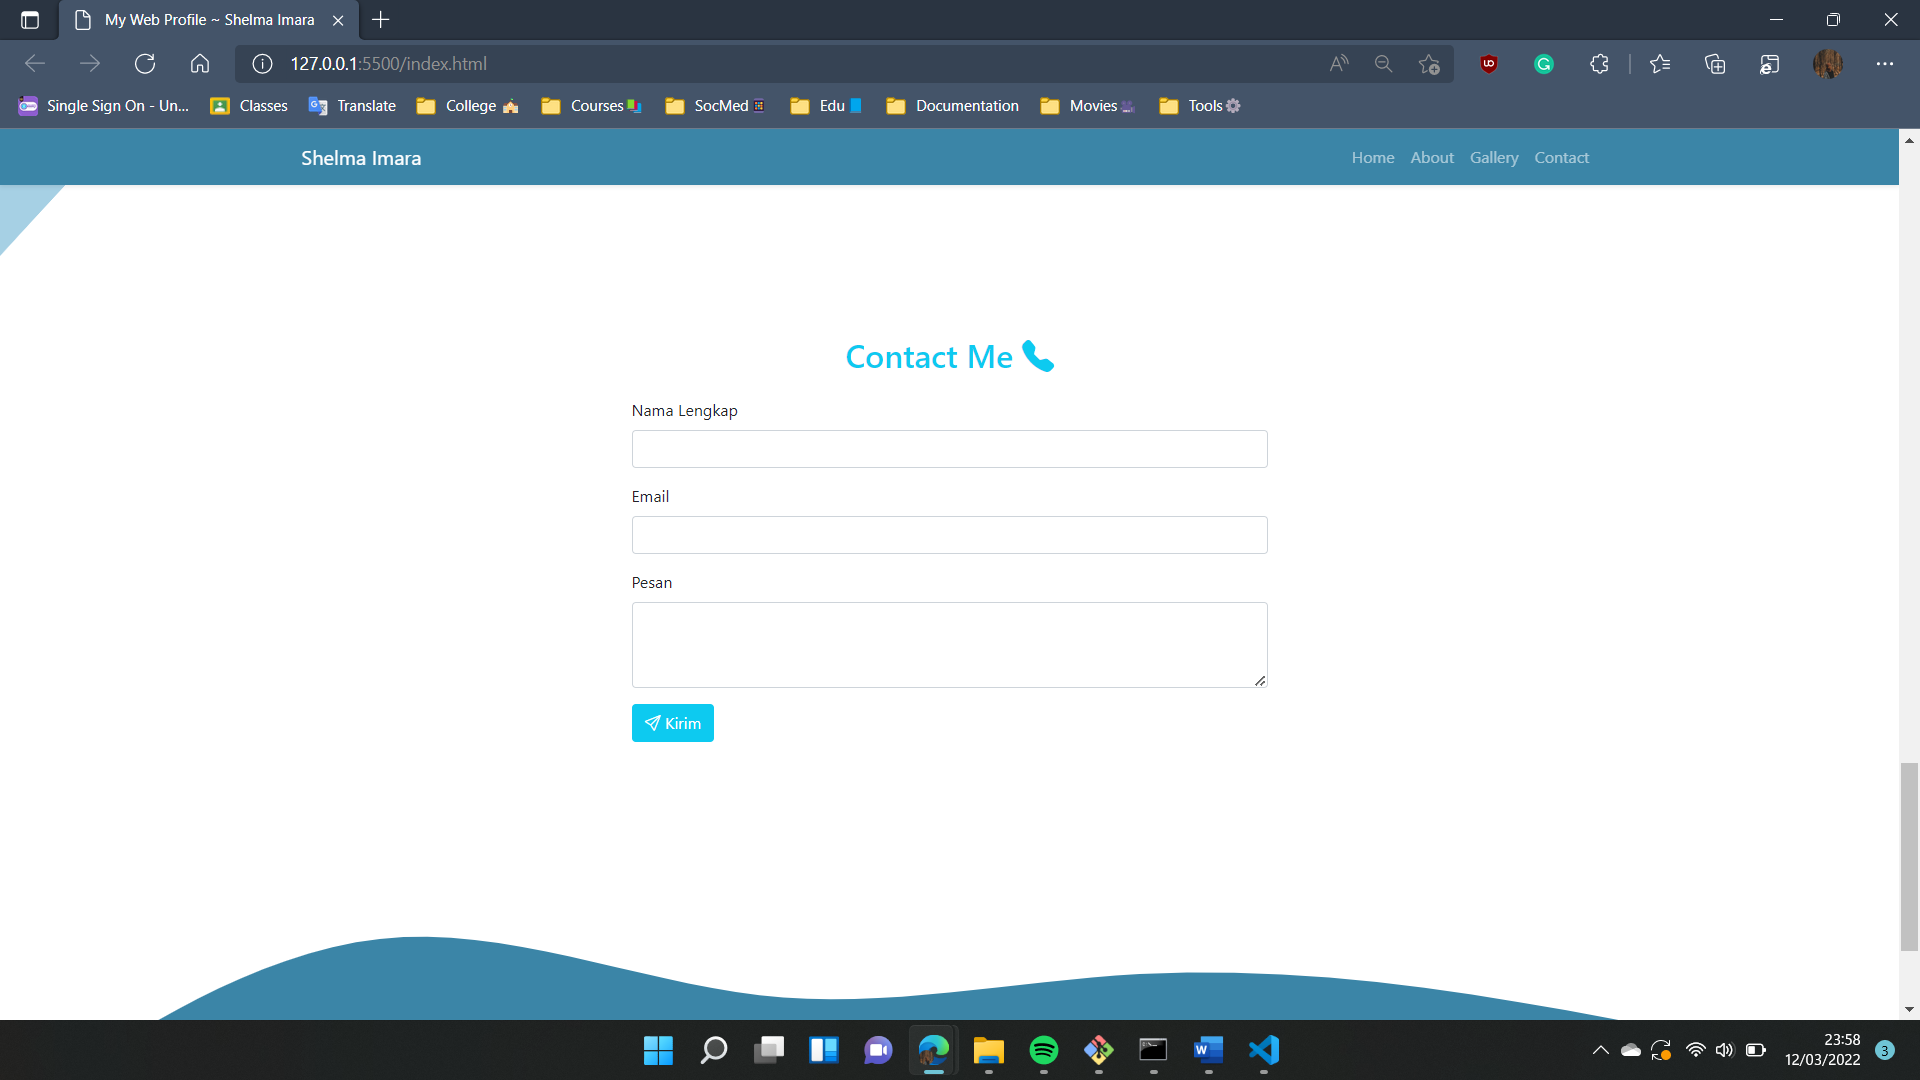 My Web Profile ~ Shelma Imara
127.0.0.1:5500/index.html
Single Sign On - Un... Classes Translate College Courses SocMed Edu Documentation Movies Tools
Shelma Imara Home About Gallery Contact
Contact Me
Nama Lengkap
Email
Pesan
Kirim
23:58
12/03/2022 3